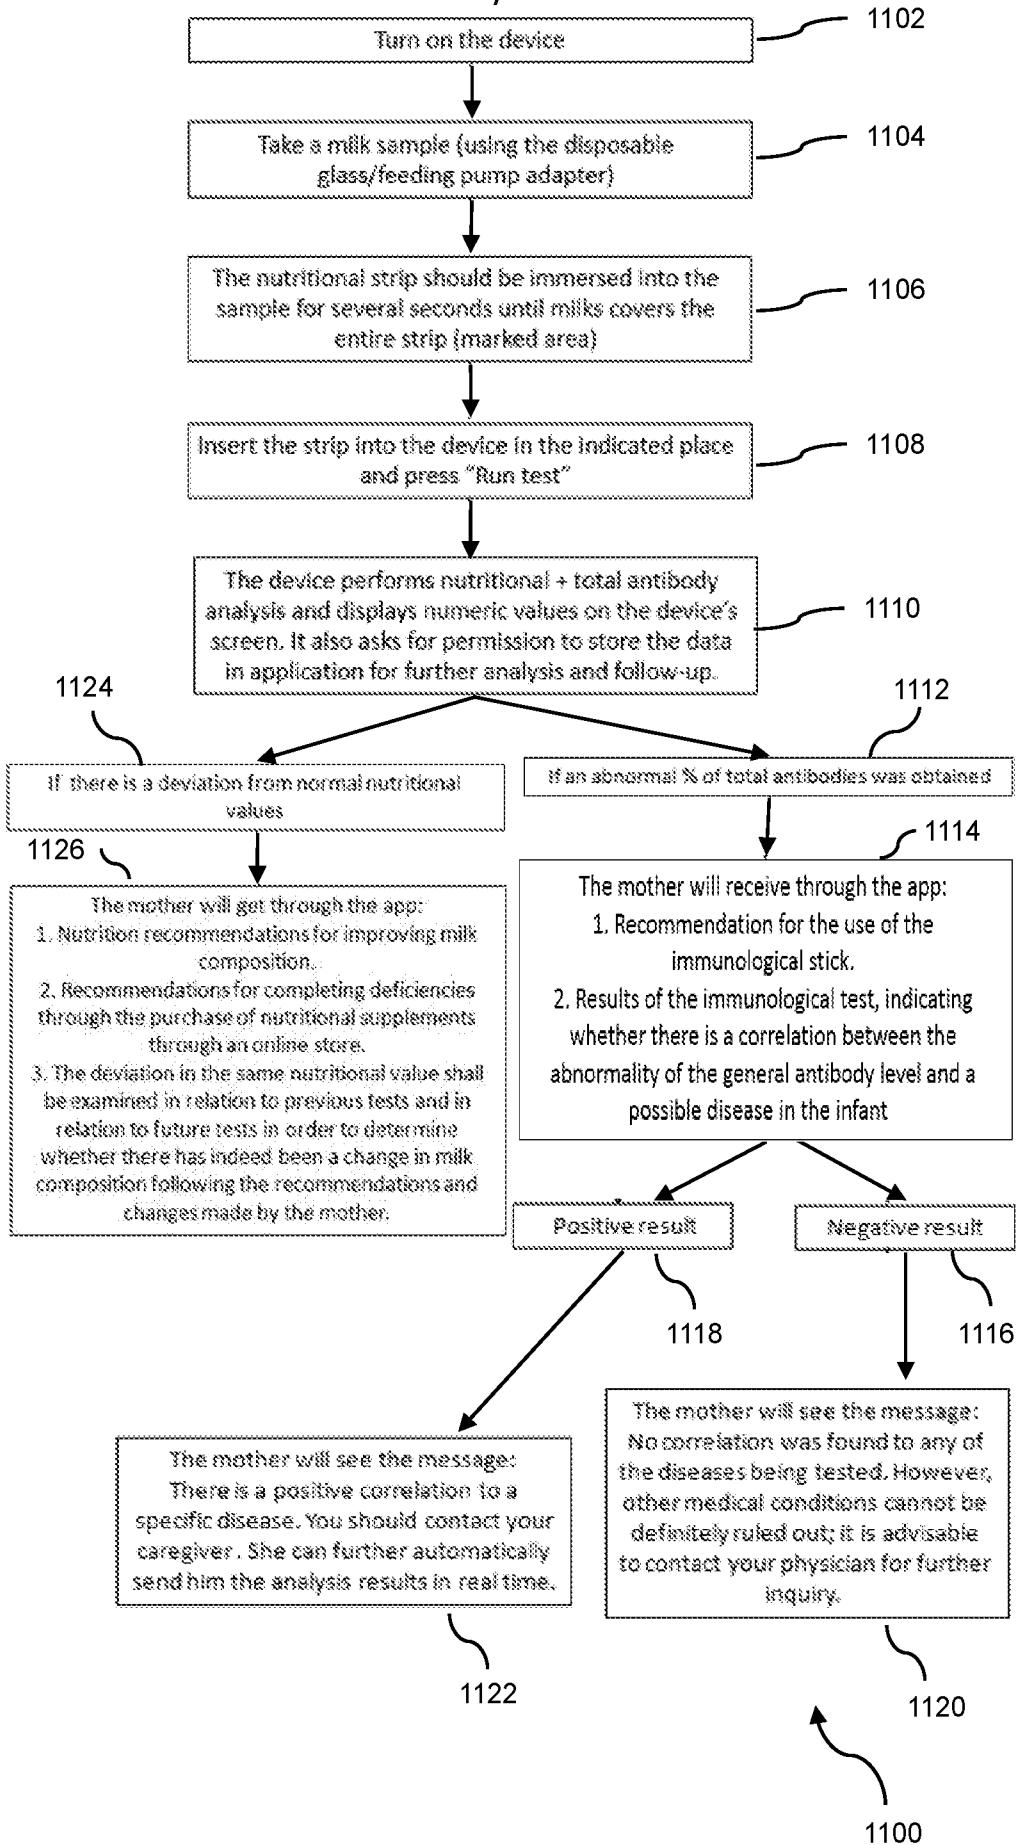 1102
Turn on the device
1104
Take a milk sample (using the disposable
glass/feeding pump adapter)
1106
The nutritional strip should be immersed into the
sample for several seconds until milks covers the
entire strip (marked area)
1108
Insert the strip into the device in the indicated place
and press “Run test”
1110
The device performs nutritional + total antibody
analysis and displays numeric values on the device's
screen. It also asks for permission to store the data
in application for further analysis and follow-up.
1124
1112
If there is a deviation from normal nutritional
values
If an abnormal % of total antibodies was obtained
1126
1114
The mother will get through the app:
1. Nutrition recommendations for improving milk
composition.
2. Recommendations for completing deficiencies
through the purchase of nutritional supplements
through an online store.
3. The deviation in the same nutritional value shall
be examined in relation to previous tests and in
relation to future tests in order to determine
whether there has indeed been a change in milk
composition following the recommendations and
changes made by the mother.
The mother will receive through the app:
1. Recommendation for the use of the
immunological stick.
2. Results of the immunological test, indicating
whether there is a correlation between the
abnormality of the general antibody level and a
possible disease in the infant
Positive result
Negative result
1118
1116
The mother will see the message:
There is a positive correlation to a
specific disease. You should contact your
caregiver . She can further automatically
send him the analysis results in real time.
1122
The mother will see the message:
No correlation was found to any of
the diseases being tested. However,
other medical conditions cannot be
definitely ruled out; it is advisable
to contact your physician for further
inquiry.
1120
1100